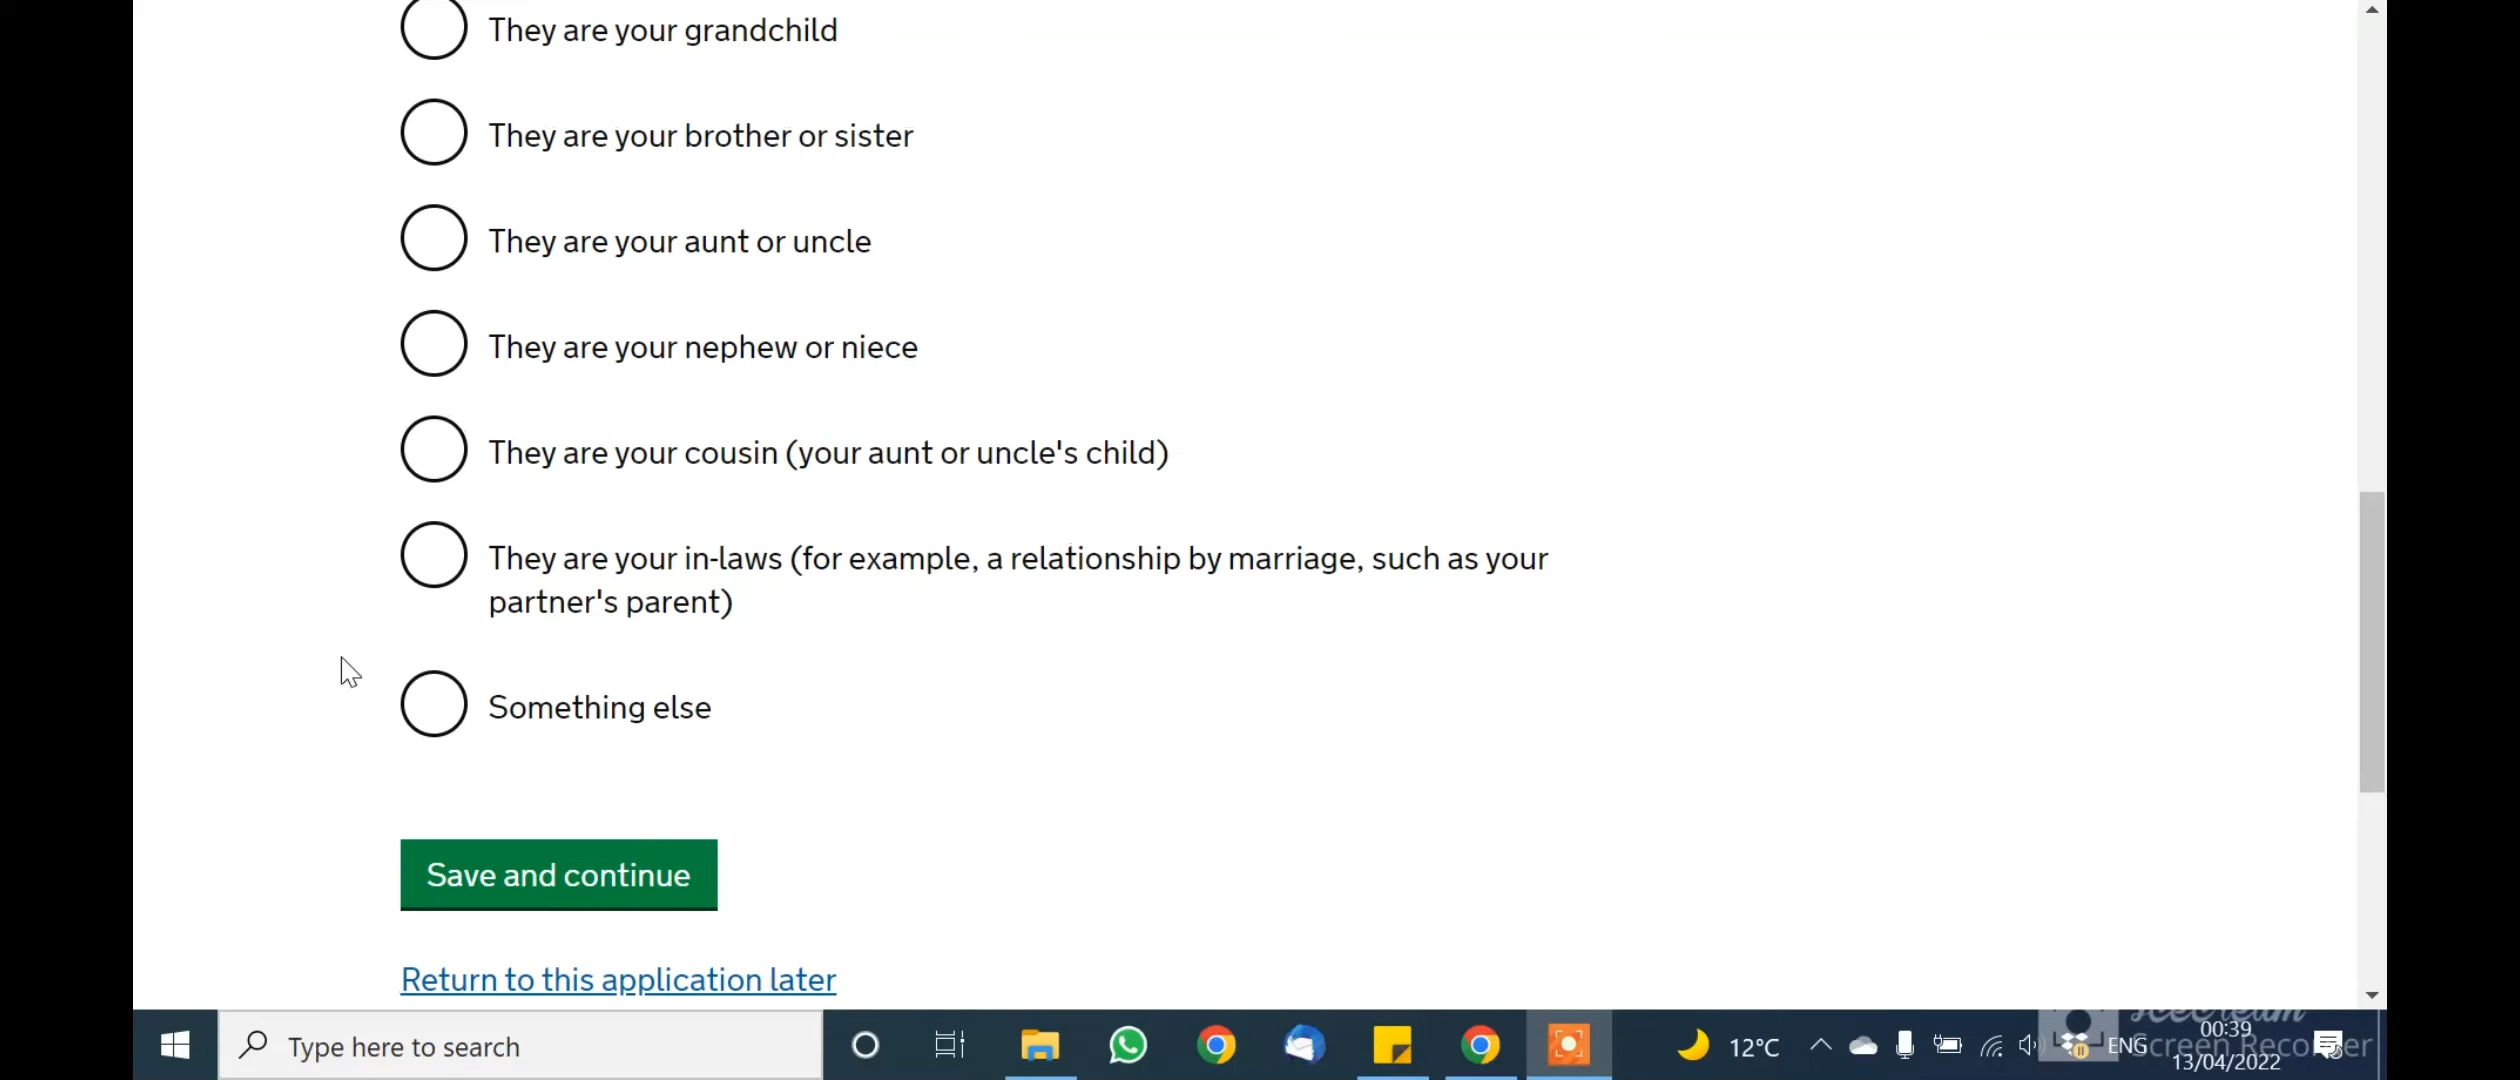 They are your grandchild
They are your brother or sister
They are your aunt or uncle
They are your nephew or niece
They are your cousin (your aunt or uncle's child)
They are your in-laws (for example, a relationship by marriage, such as your
partner's parent)
Something else
Save and continue
Return to this application later
Type here to search
12°C
ENG
00:39
13/04/2022
Icecream
Screen Recorder